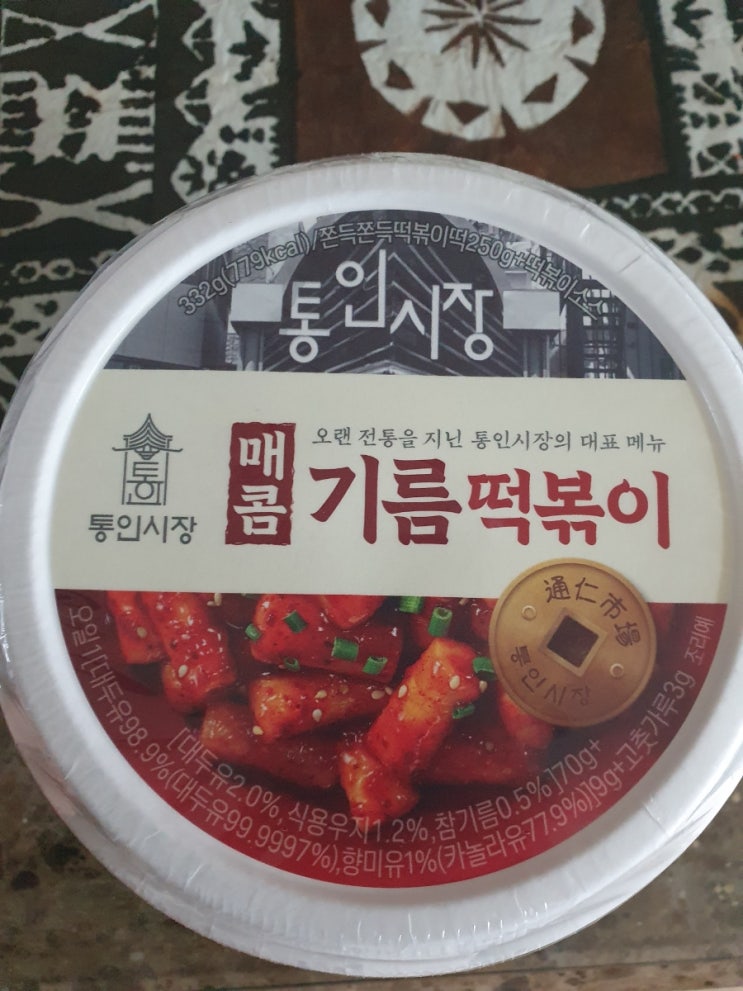 332g(779kcal)/쫀득쫀득떡볶이떡250g+떡볶이소스
통인시장
오랜 전통을 지닌 통인시장의 대표 메뉴
매콤
기름떡볶이
통인
통인시장
通仁市場
통인시장
[대두유2.0%, 식용우지1.2%,참기름0.5%]70g+
오일1[대두유98.9%(대두유99.9997%),향미유1%(카놀라유77.9%)]9g+고춧가루3g
조리예